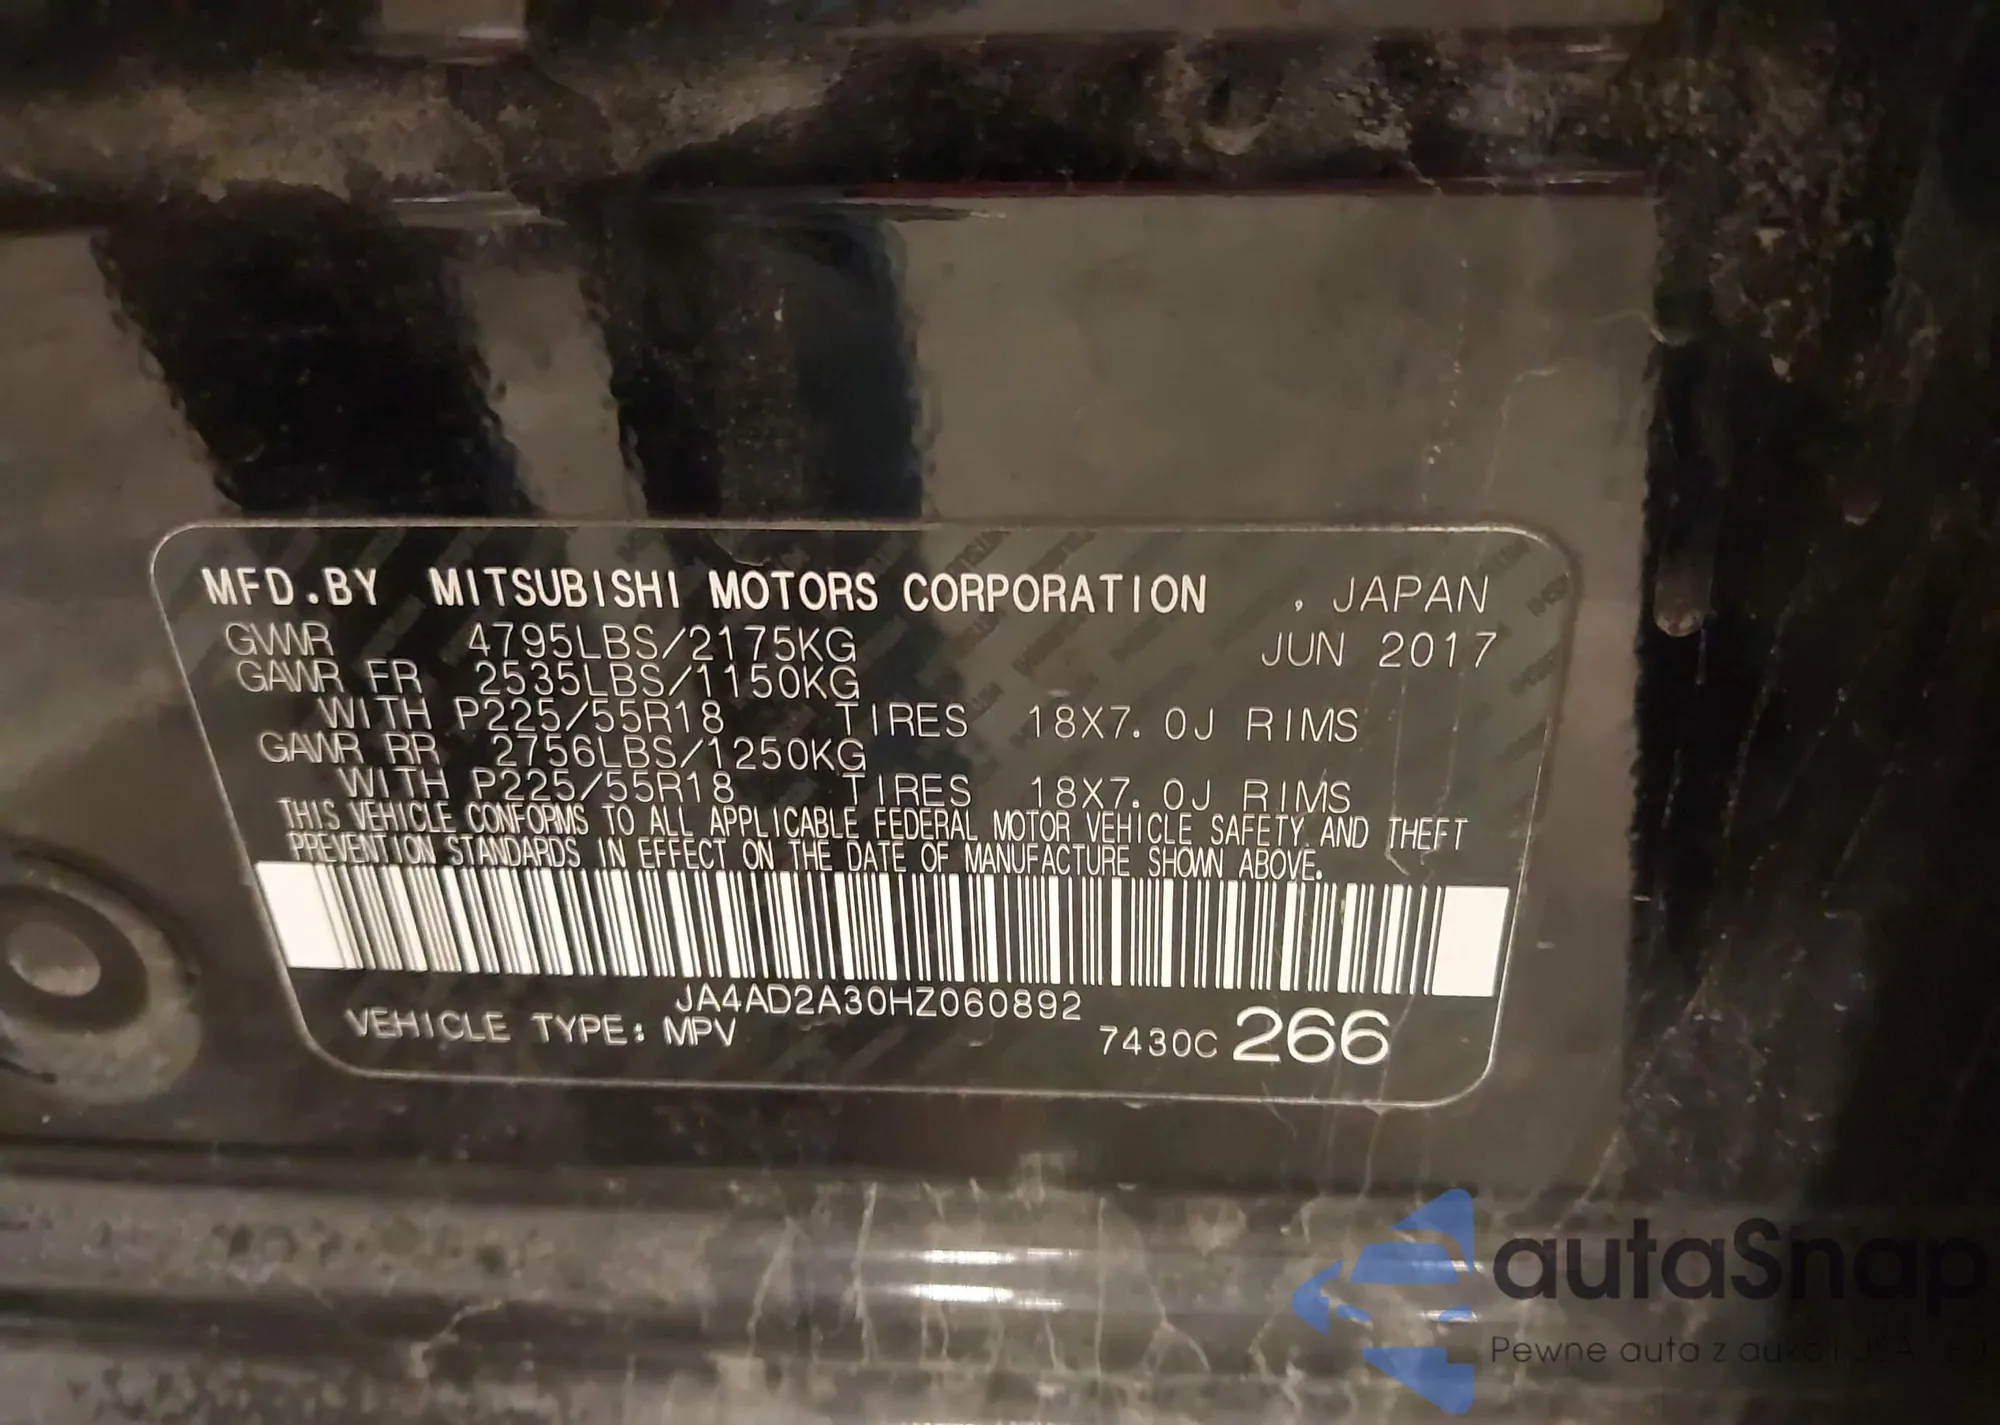 MFD.BY MITSUBISHI MOTORS CORPORATION , JAPAN
GVWR 4795LBS/2175KG JUN 2017
GAWR FR 2535LBS/1150KG
WITH P225/55R18 TIRES 18X7.0J RIMS
GAWR RR 2756LBS/1250KG
WITH P225/55R18 TIRES 18X7.0J RIMS
THIS VEHICLE CONFORMS TO ALL APPLICABLE FEDERAL MOTOR VEHICLE SAFETY AND THEFT
PREVENTION STANDARDS IN EFFECT ON THE DATE OF MANUFACTURE SHOWN ABOVE.
JA4AD2A30HZ060892
VEHICLE TYPE: MPV 7430C 266
autaSnap
Pewne auta z aukcji